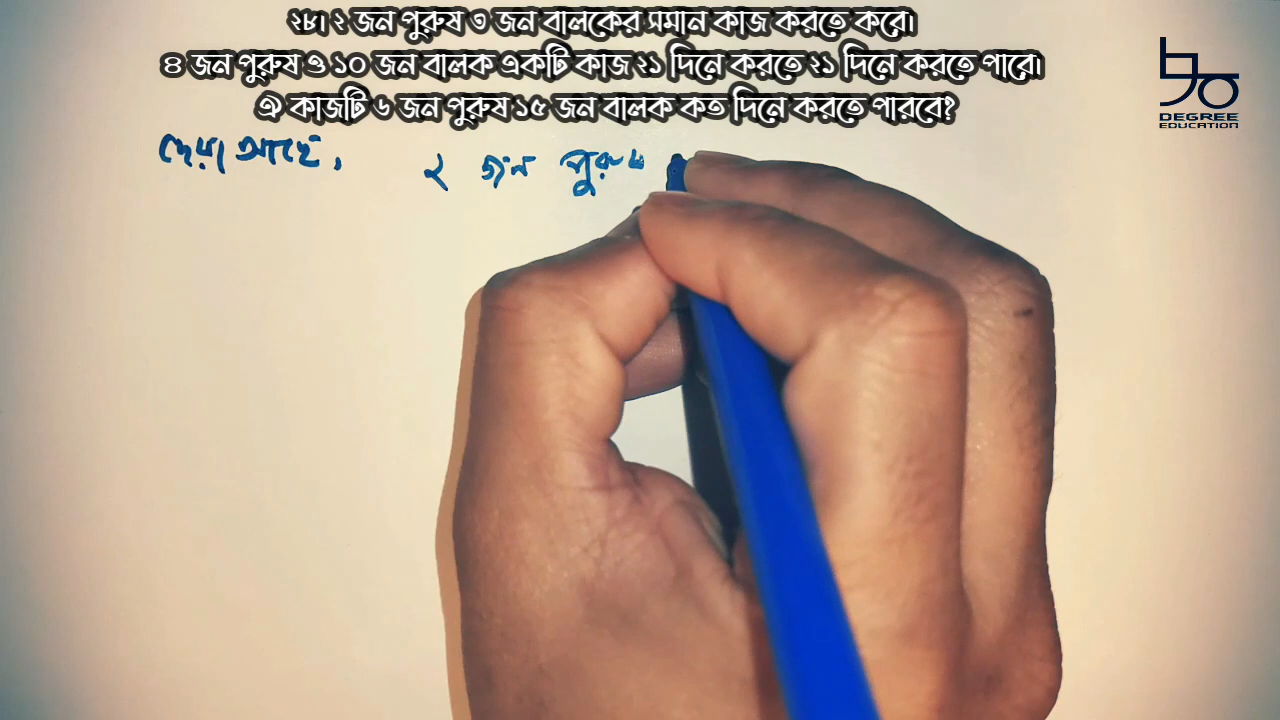 ২৮। ২ জন পুরুষ ৩ জন বালকের সমান কাজ করতে করে।
৪ জন পুরুষ ও ১০ জন বালক একটি কাজ ২১ দিনে করতে ২১ দিনে করতে পারে।
ঐ কাজটি ৬ জন পুরুষ ১৫ জন বালক কত দিনে করতে পারবে?
DEGREE
EDUCATION
দেয়া আছে, ২ জন পুরুষ